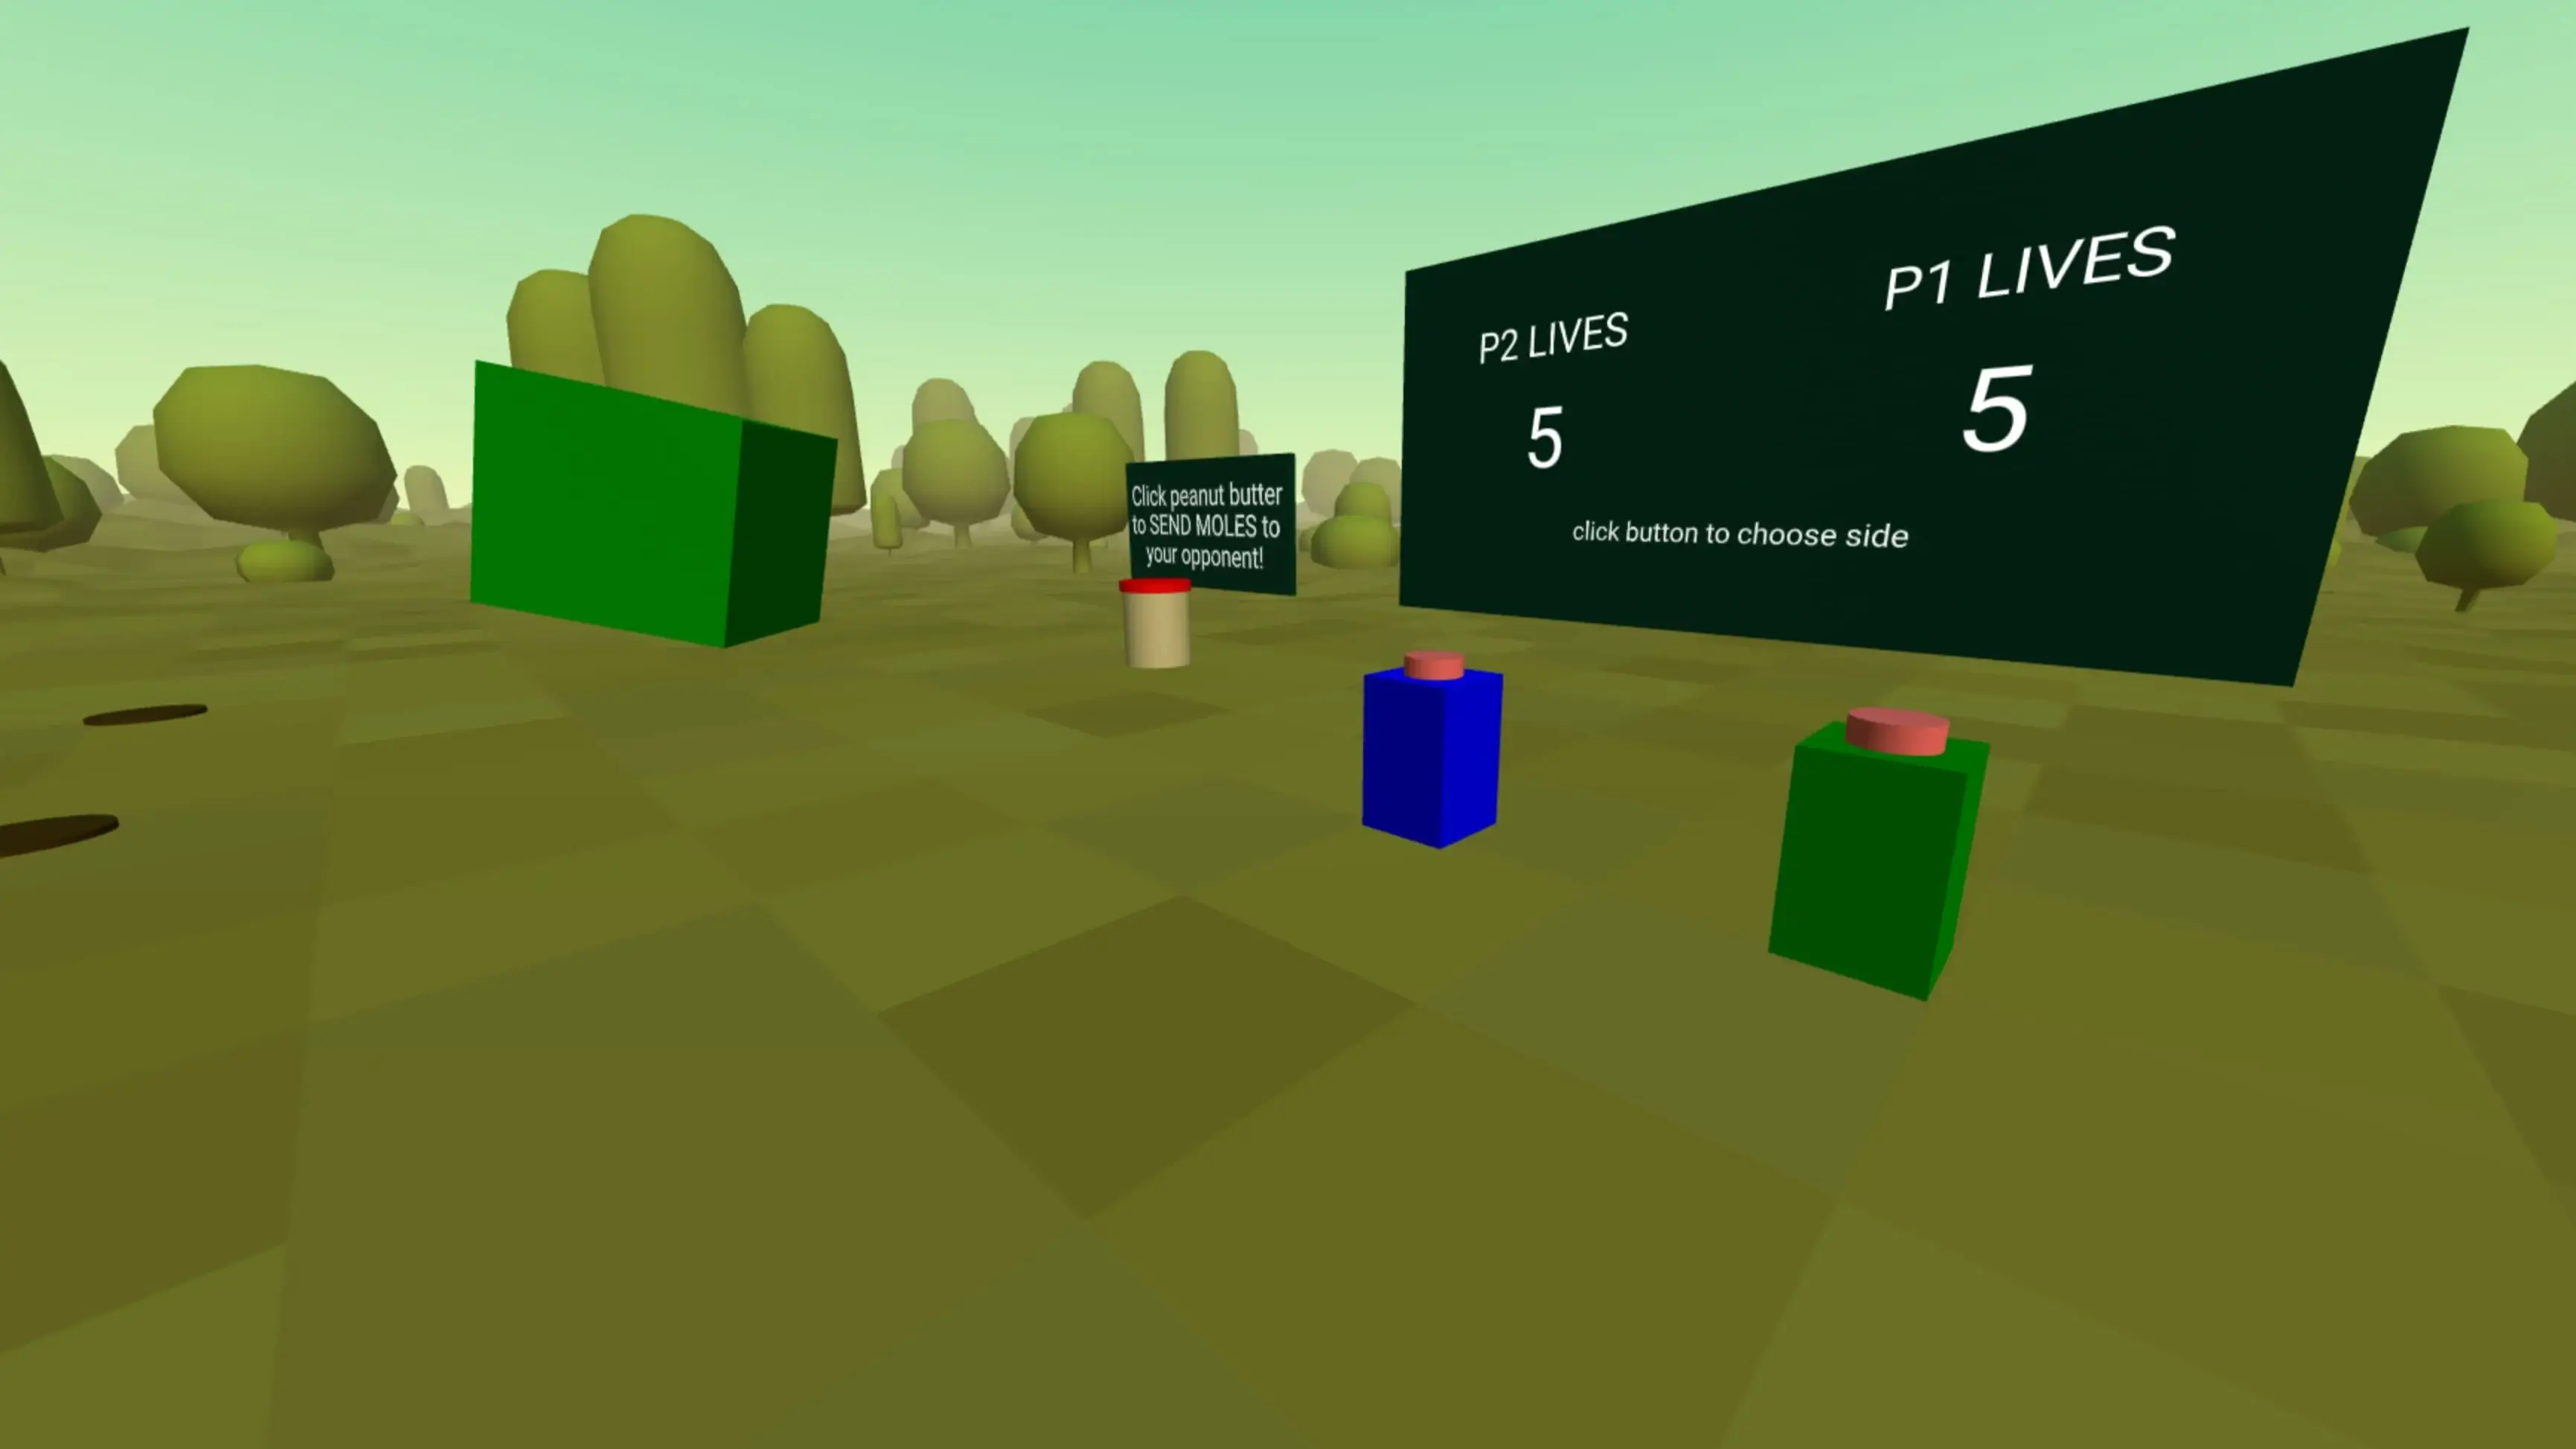 Click peanut butter
to SEND MOLES to
your opponent!
P2 LIVES
5
P1 LIVES
5
click button to choose side